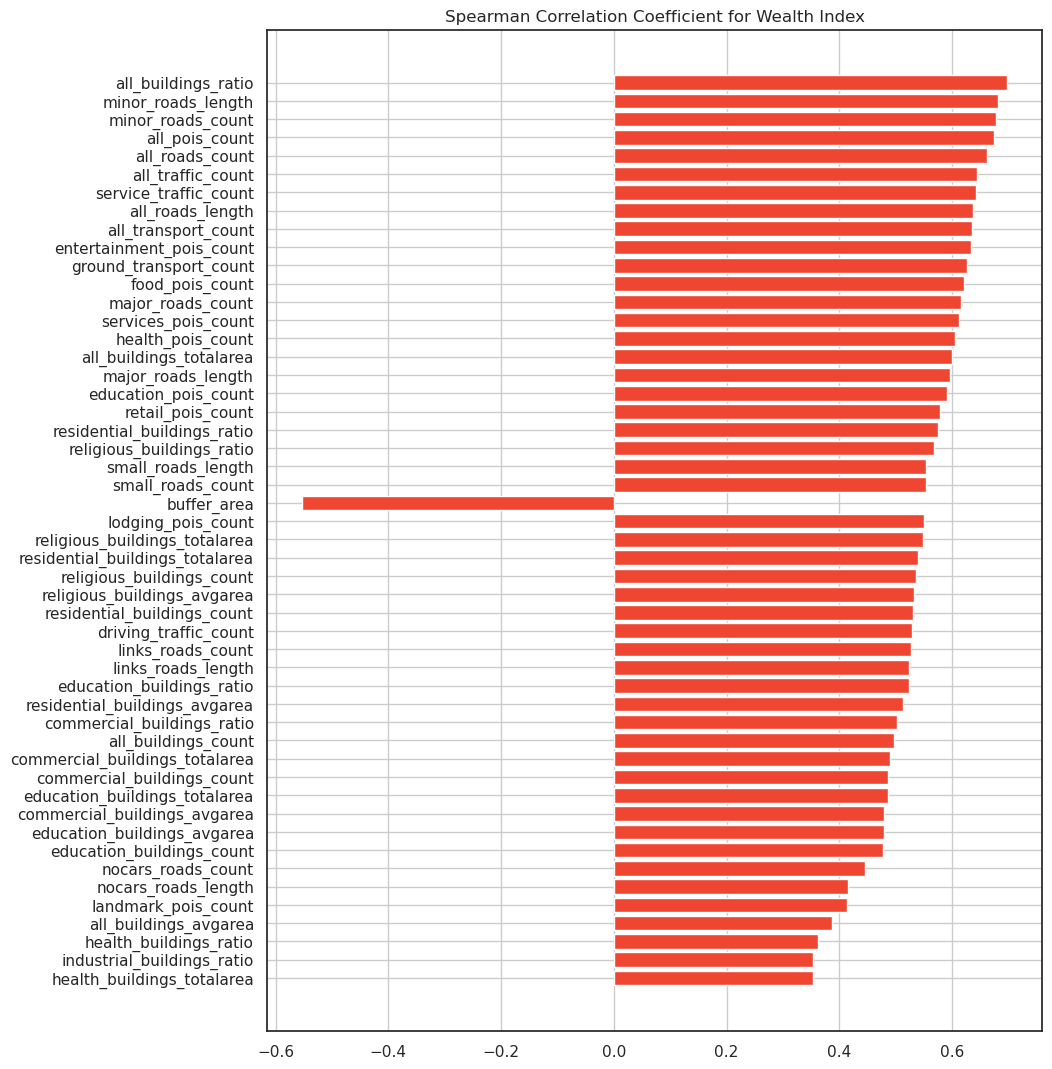 Spearman Correlation Coefficient for Wealth Index
all_buildings_ratio
minor_roads_length
minor_roads_count
all_pois_count
all_roads_count
all_traffic_count
service_traffic_count
all_roads_length
all_transport_count
entertainment_pois_count
ground_transport_count
food_pois_count
major_roads_count
services_pois_count
health_pois_count
all_buildings_totalarea
major_roads_length
education_pois_count
retail_pois_count
residential_buildings_ratio
religious_buildings_ratio
small_roads_length
small_roads_count
buffer_area
lodging_pois_count
religious_buildings_totalarea
residential_buildings_totalarea
religious_buildings_count
religious_buildings_avgarea
residential_buildings_count
driving_traffic_count
links_roads_count
links_roads_length
education_buildings_ratio
residential_buildings_avgarea
commercial_buildings_ratio
all_buildings_count
commercial_buildings_totalarea
commercial_buildings_count
education_buildings_totalarea
commercial_buildings_avgarea
education_buildings_avgarea
education_buildings_count
nocars_roads_count
nocars_roads_length
landmark_pois_count
all_buildings_avgarea
health_buildings_ratio
industrial_buildings_ratio
health_buildings_totalarea
−0.6 −0.4 −0.2 0.0 0.2 0.4 0.6